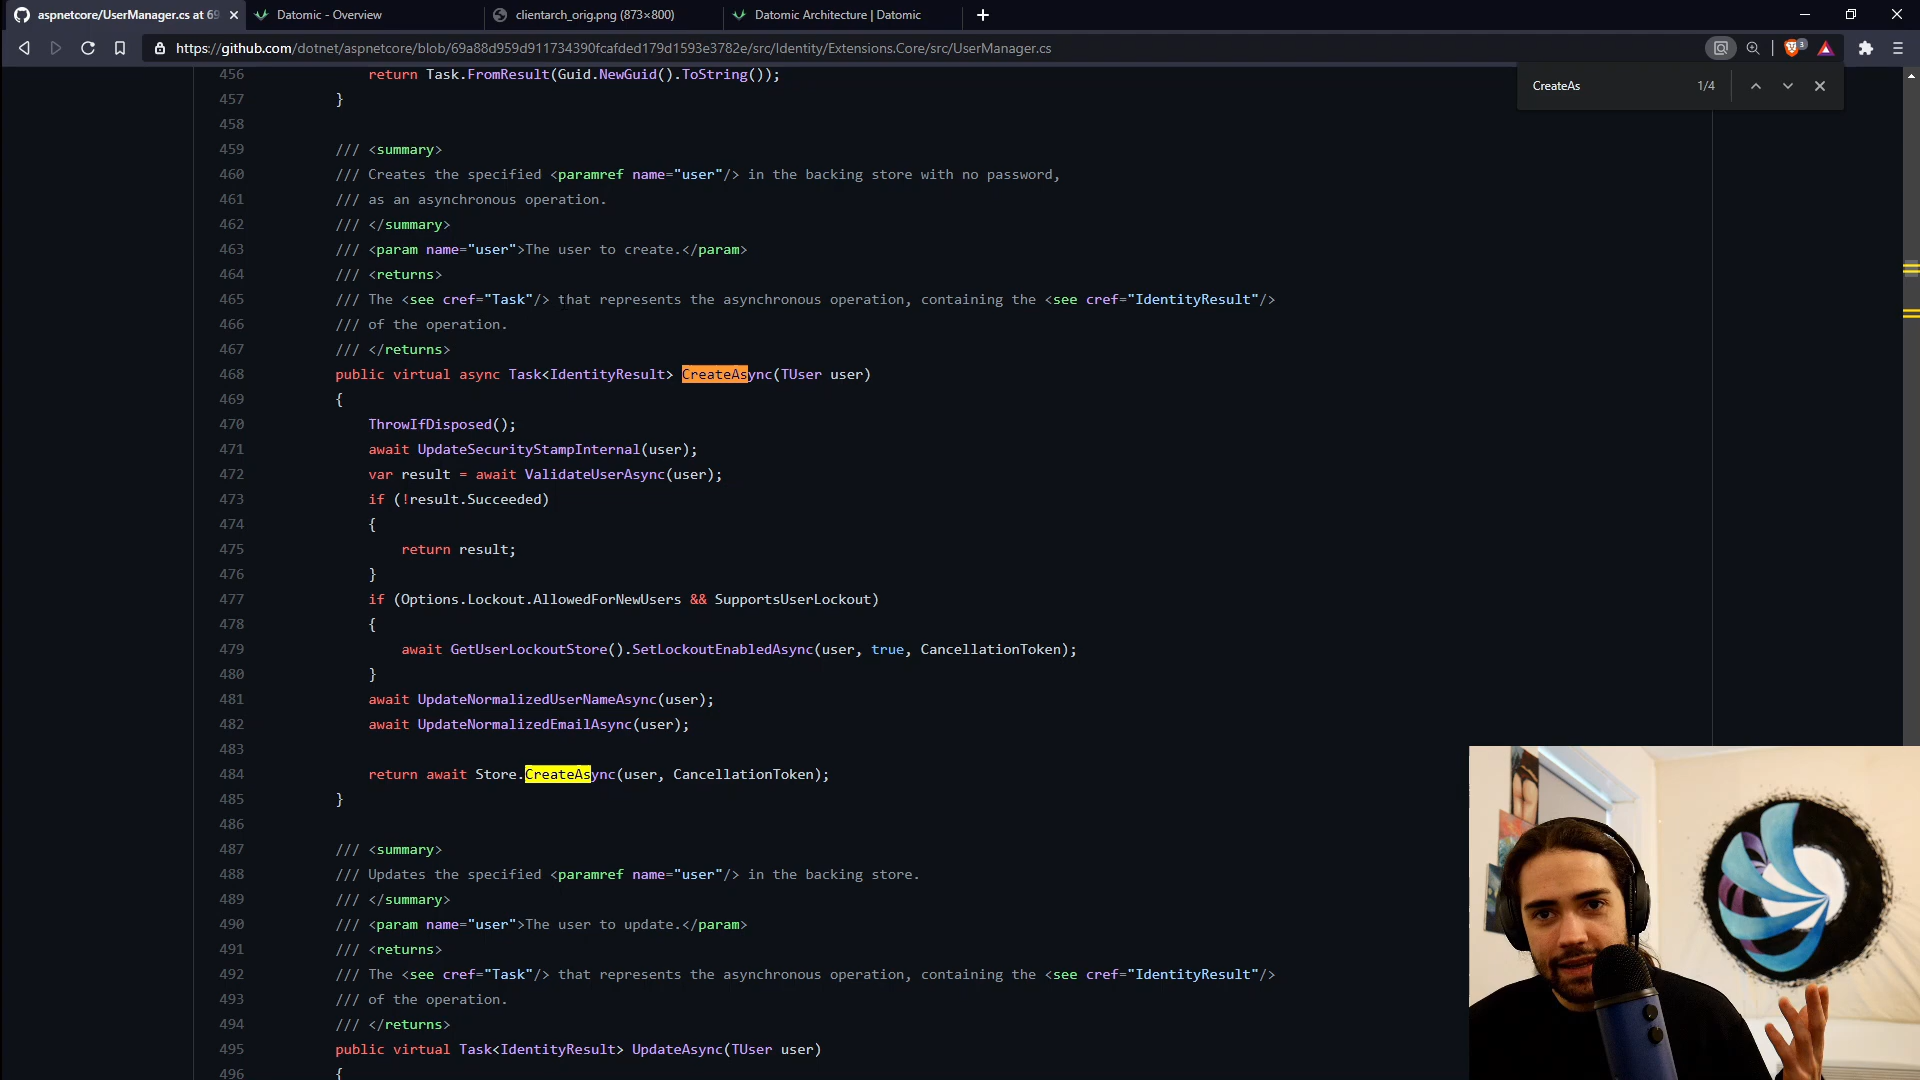 aspnetcore/UserManager.cs at 69
Datomic - Overview
clientarch_orig.png (873×800)
Datomic Architecture | Datomic
https://github.com/dotnet/aspnetcore/blob/69a88d959d911734390fcafded179d1593e3782e/src/Identity/Extensions.Core/src/UserManager.cs
3
CreateAs 1/4
456 return Task.FromResult(Guid.NewGuid().ToString());
457 }
458
459 /// <summary>
460 /// Creates the specified <paramref name="user"/> in the backing store with no password,
461 /// as an asynchronous operation.
462 /// </summary>
463 /// <param name="user">The user to create.</param>
464 /// <returns>
465 /// The <see cref="Task"/> that represents the asynchronous operation, containing the <see cref="IdentityResult"/>
466 /// of the operation.
467 /// </returns>
468 public virtual async Task<IdentityResult> CreateAsync(TUser user)
469 {
470 ThrowIfDisposed();
471 await UpdateSecurityStampInternal(user);
472 var result = await ValidateUserAsync(user);
473 if (!result.Succeeded)
474 {
475 return result;
476 }
477 if (Options.Lockout.AllowedForNewUsers && SupportsUserLockout)
478 {
479 await GetUserLockoutStore().SetLockoutEnabledAsync(user, true, CancellationToken);
480 }
481 await UpdateNormalizedUserNameAsync(user);
482 await UpdateNormalizedEmailAsync(user);
483
484 return await Store.CreateAsync(user, CancellationToken);
485 }
486
487 /// <summary>
488 /// Updates the specified <paramref name="user"/> in the backing store.
489 /// </summary>
490 /// <param name="user">The user to update.</param>
491 /// <returns>
492 /// The <see cref="Task"/> that represents the asynchronous operation, containing the <see cref="IdentityResult"/>
493 /// of the operation.
494 /// </returns>
495 public virtual Task<IdentityResult> UpdateAsync(TUser user)
496 {